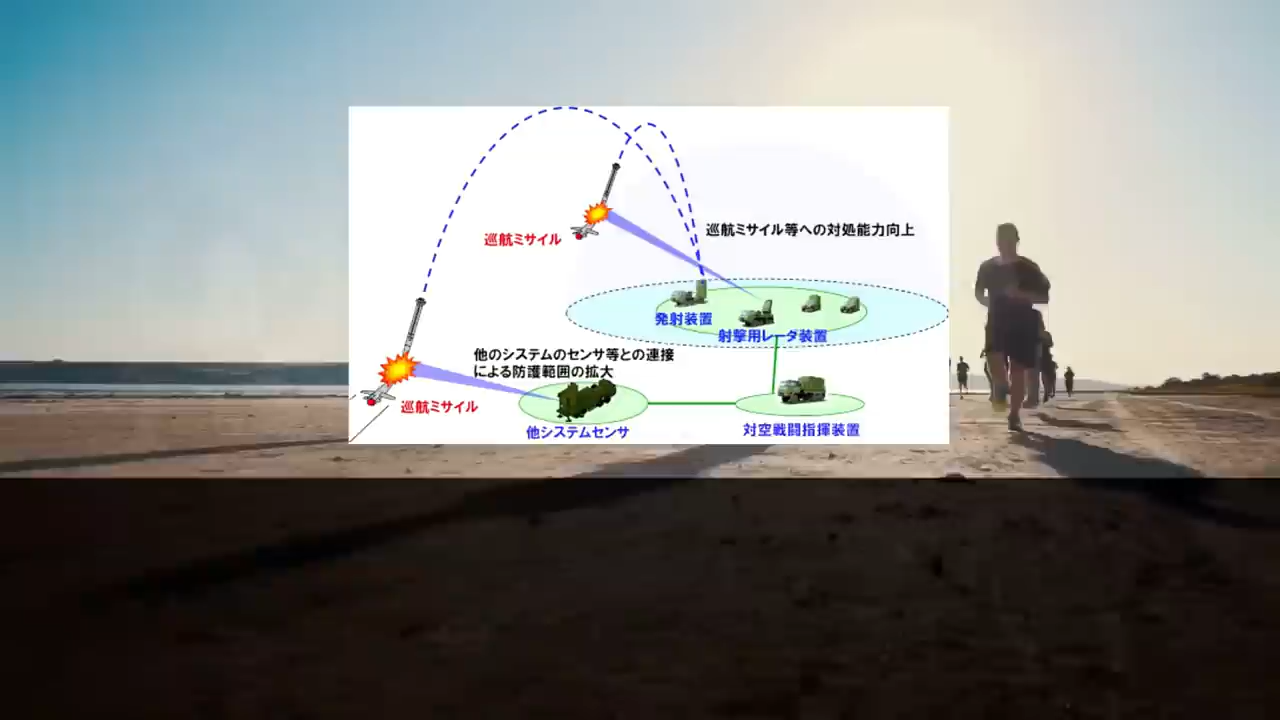 巡航ミサイル
巡航ミサイル等への対処能力向上
発射装置
射撃用レーダ装置
他のシステムのセンサ等との連接
による防護範囲の拡大
巡航ミサイル
他システムセンサ
対空戦闘指揮装置